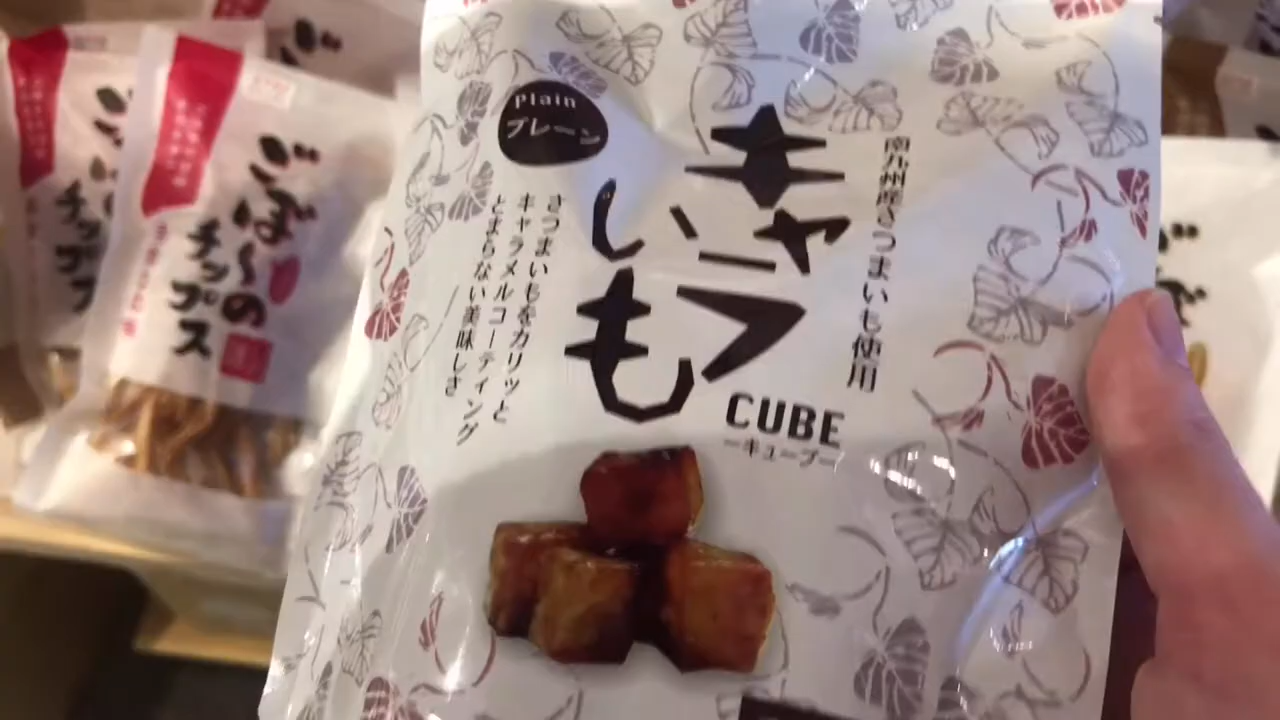 Plain
プレーン
キャラ
いも
CUBE
ーキューブー
南九州産さつまいも使用
さつまいもをカリッと
キャラメルコーティング
とまらない美味しさ
ごぼ〜の
チップス